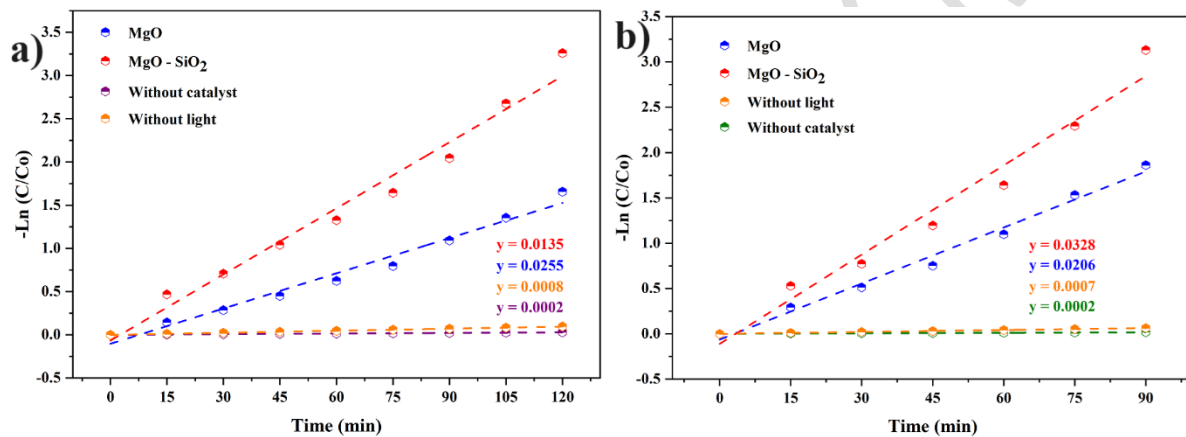 a)
MgO
MgO - SiO₂
Without catalyst
Without light
3.5
3.0
2.5
2.0
1.5
1.0
0.5
0.0
-0.5
-Ln (C/Co)
y = 0.0135
y = 0.0255
y = 0.0008
y = 0.0002
0 15 30 45 60 75 90 105 120
Time (min)
b)
MgO
MgO - SiO₂
Without light
Without catalyst
3.5
3.0
2.5
2.0
1.5
1.0
0.5
0.0
-0.5
-Ln (C/Co)
y = 0.0328
y = 0.0206
y = 0.0007
y = 0.0002
0 15 30 45 60 75 90
Time (min)